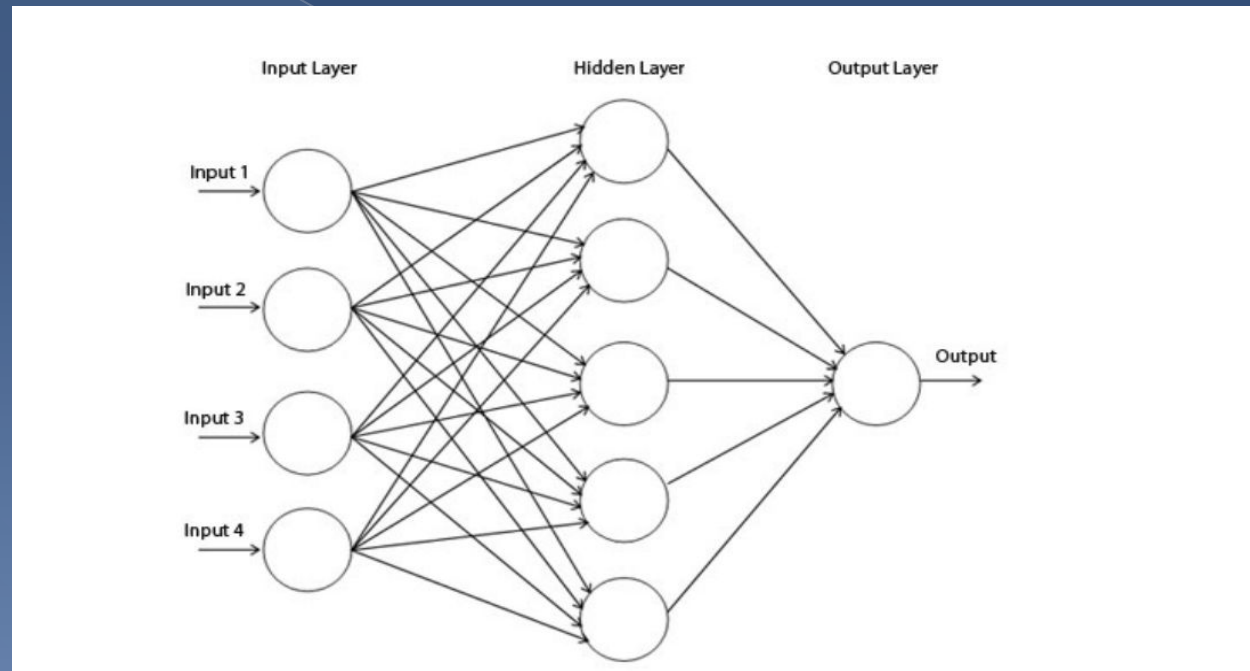 Input Layer
Hidden Layer
Output Layer
Input 1
Input 2
Input 3
Input 4
Output